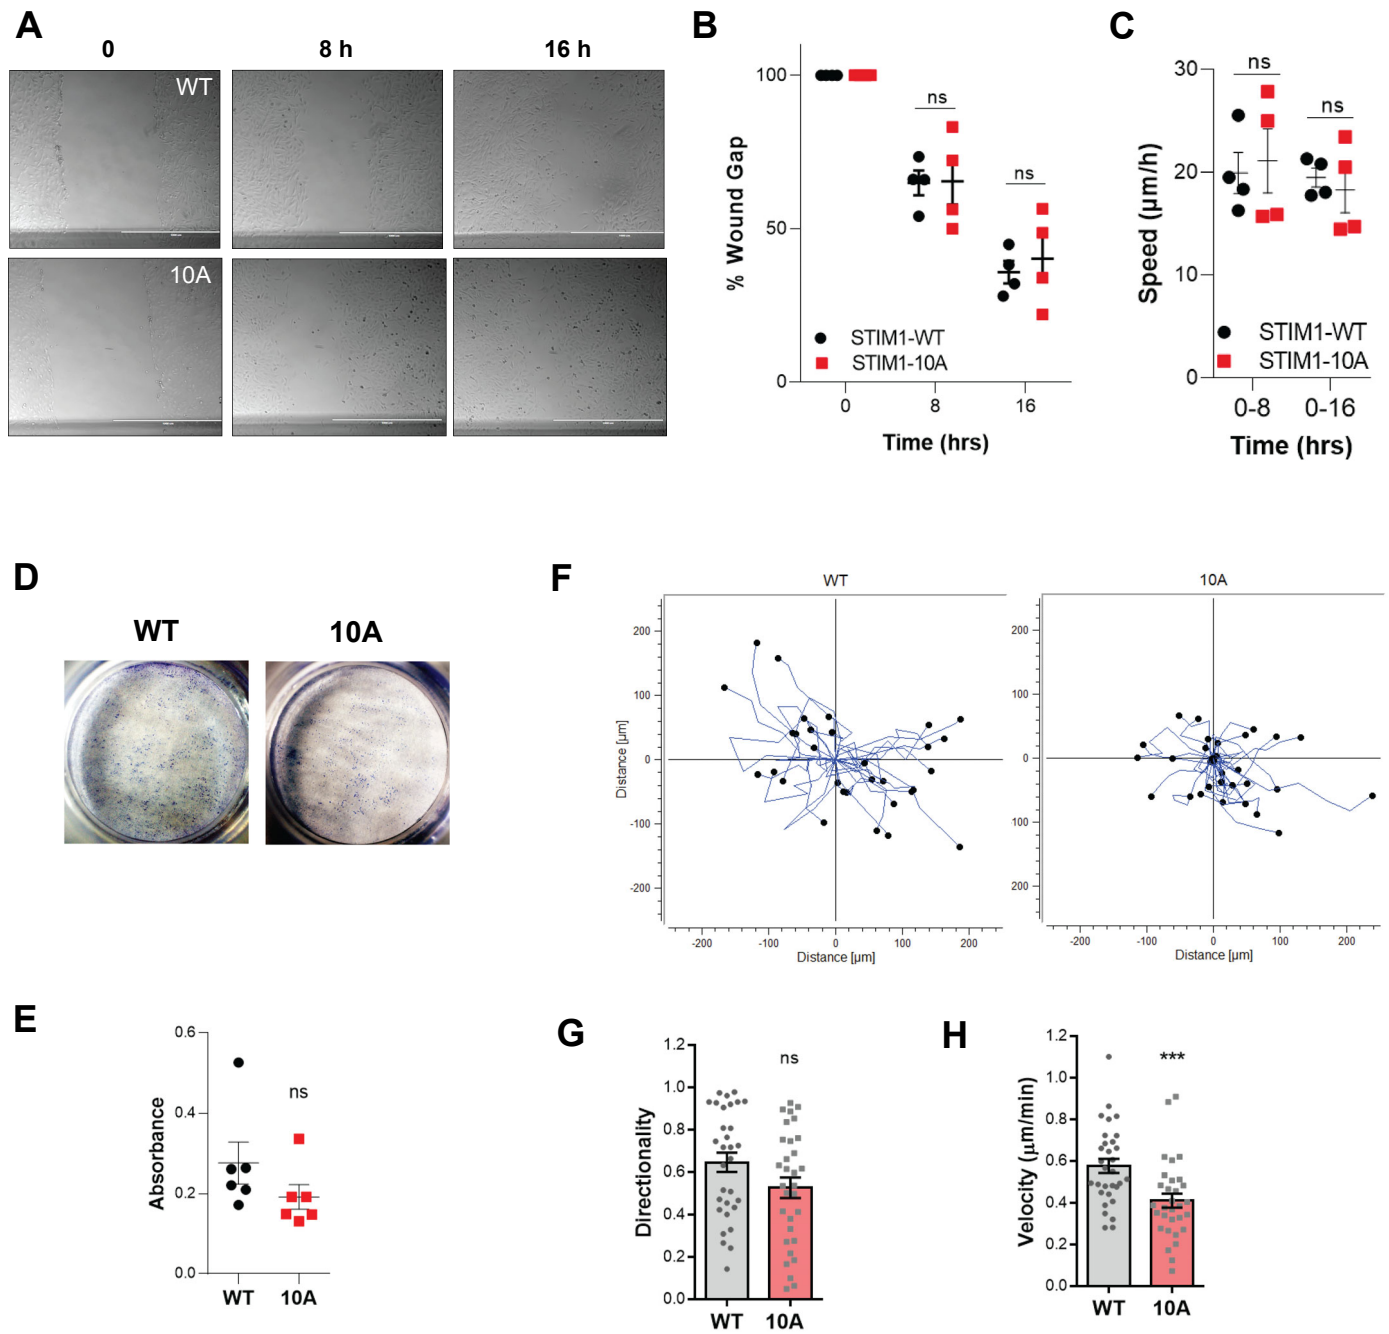 A
0
8 h
16 h
WT
10A
B
% Wound Gap
100
50
0
ns
ns
STIM1-WT
STIM1-10A
0
8
16
Time (hrs)
C
Speed (µm/h)
30
20
10
0
ns
ns
STIM1-WT
STIM1-10A
0-8
0-16
Time (hrs)
D
WT
10A
E
Absorbance
0.6
0.4
0.2
0.0
ns
WT
10A
F
WT
Distance [µm]
200
100
0
-100
-200
-200
-100
0
100
200
Distance [µm]
10A
200
100
0
100
200
-200
-100
0
100
200
Distance [µm]
G
Directionality
1.2
1.0
0.8
0.6
0.4
0.2
0.0
ns
WT
10A
H
Velocity (µm/min)
1.2
1.0
0.8
0.6
0.4
0.2
0.0
***
WT
10A